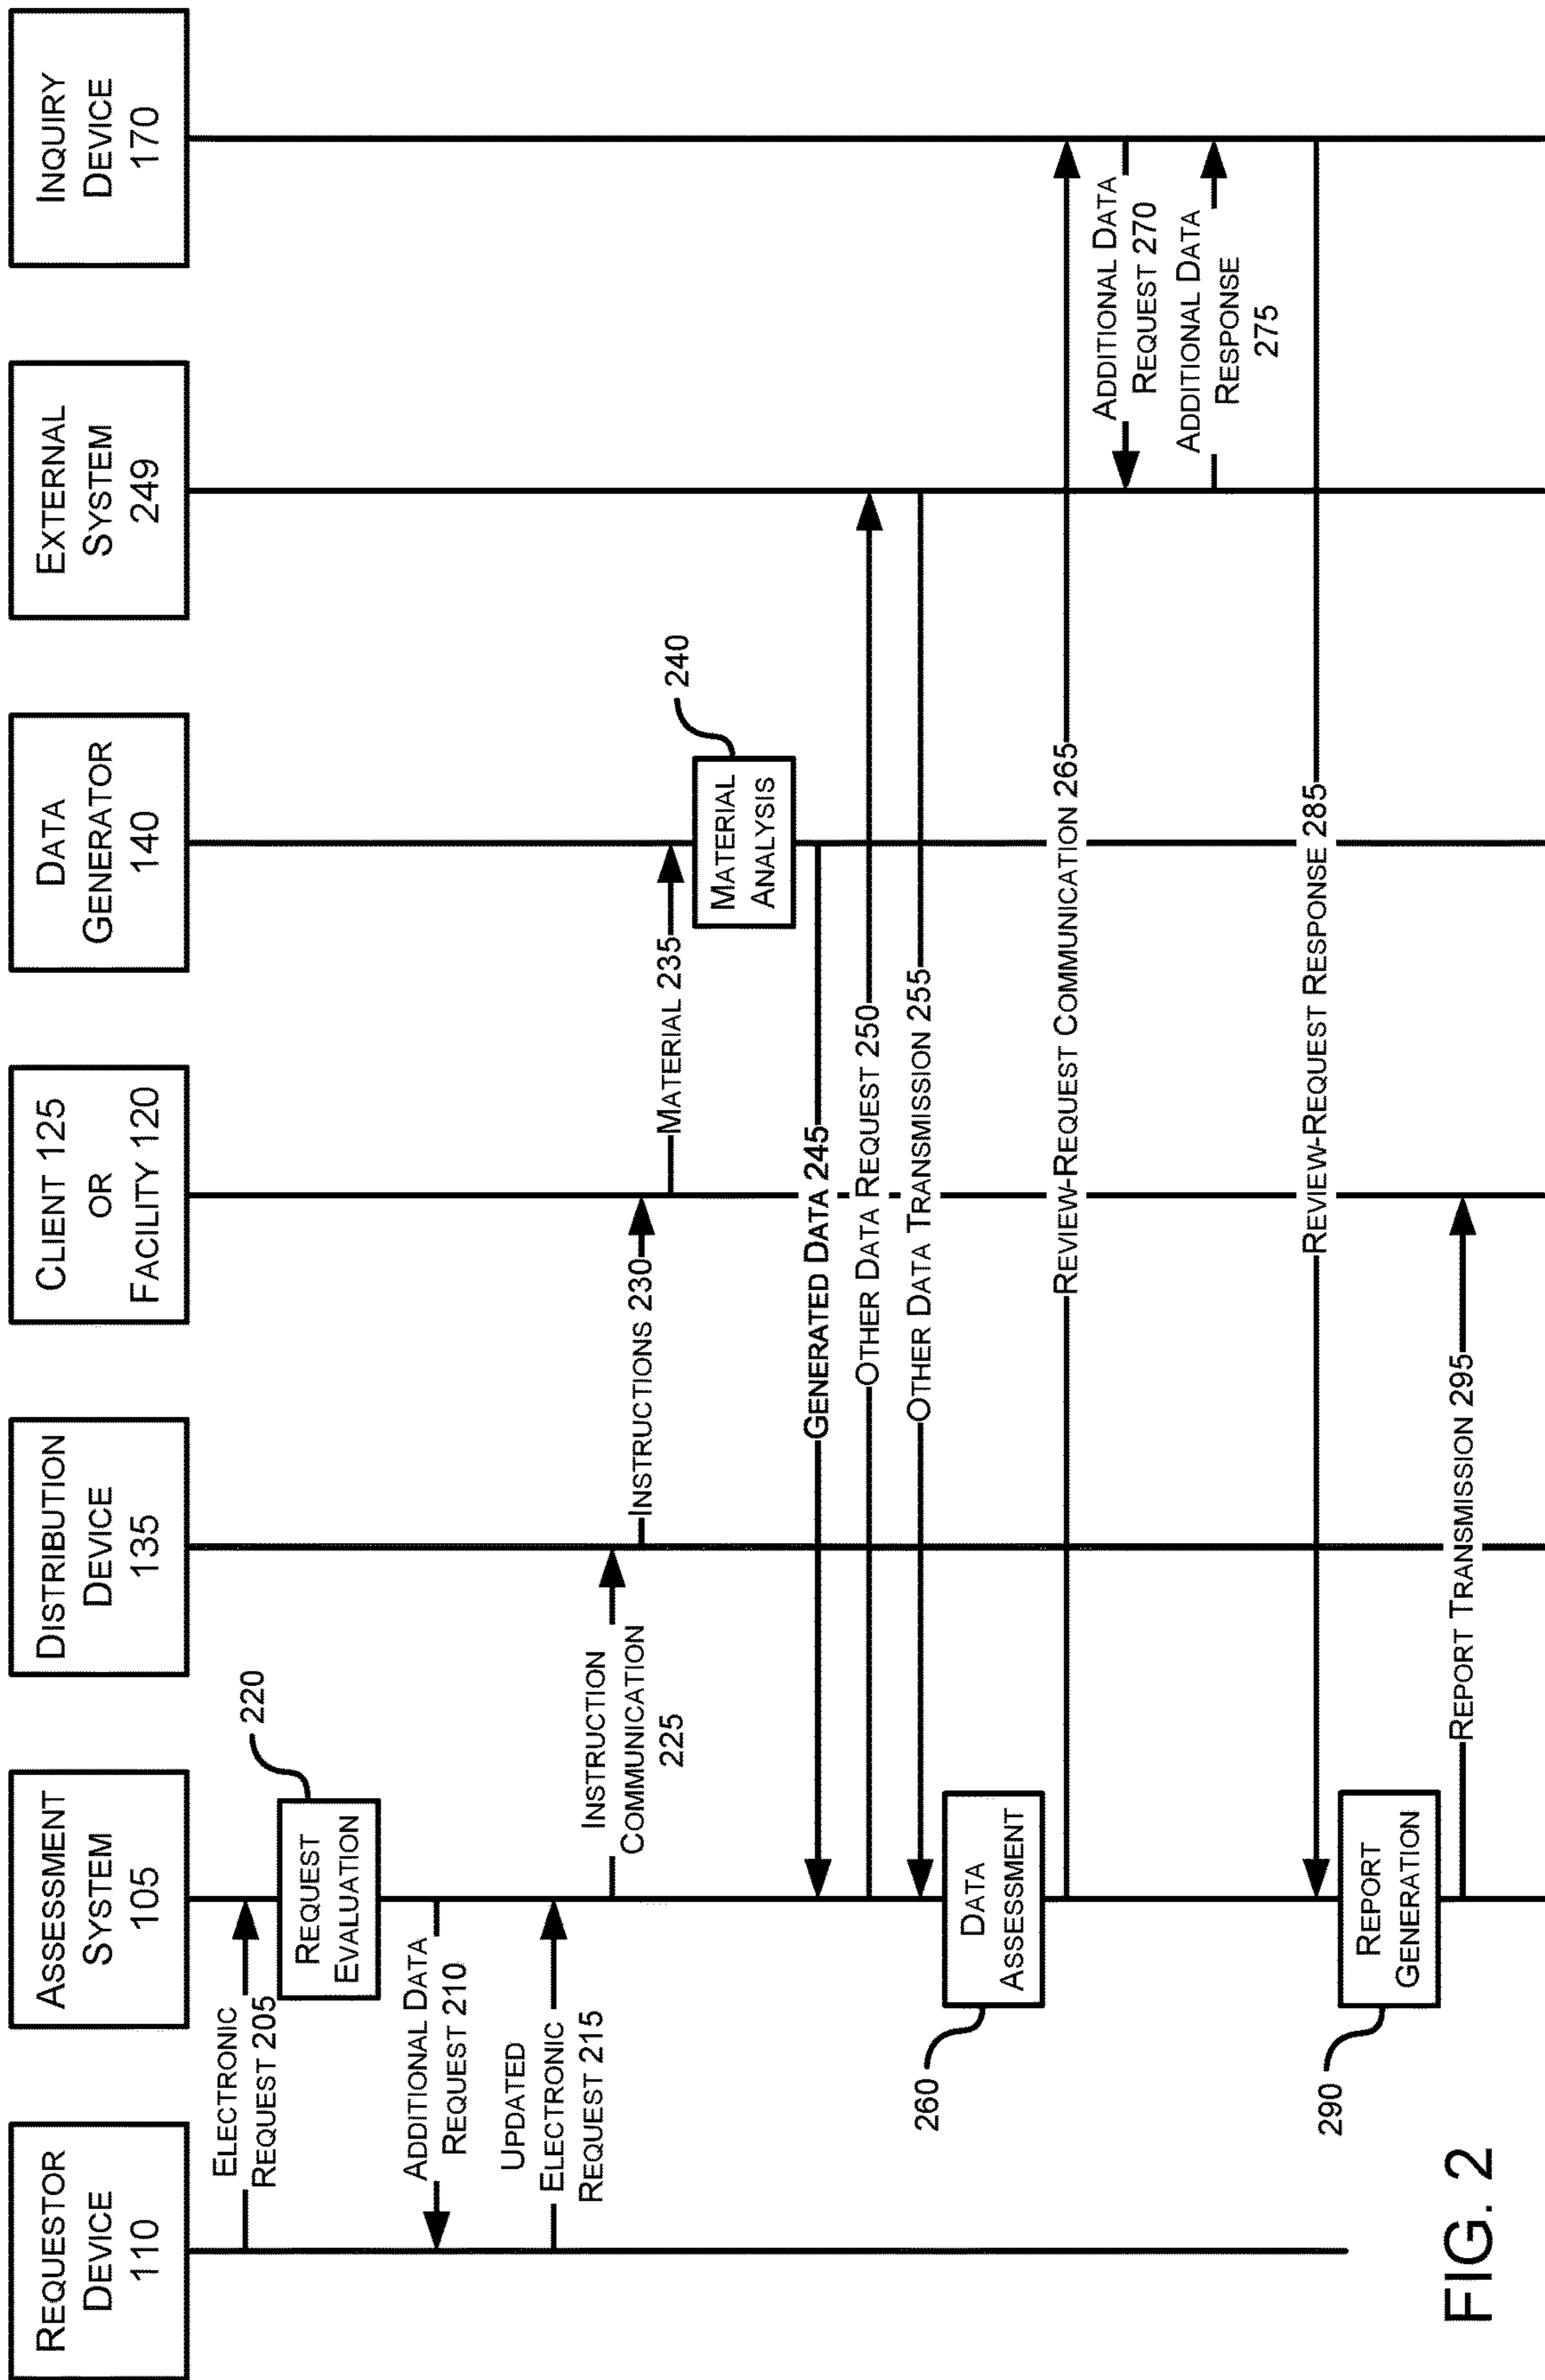 REQUESTOR
DEVICE
110
ASSESSMENT
SYSTEM
105
DISTRIBUTION
DEVICE
135
CLIENT 125
OR
FACILITY 120
DATA
GENERATOR
140
EXTERNAL
SYSTEM
249
INQUIRY
DEVICE
170
ELECTRONIC
REQUEST 205
220
REQUEST
EVALUATION
ADDITIONAL DATA
REQUEST 210
UPDATED
ELECTRONIC
REQUEST 215
INSTRUCTION
COMMUNICATION
225
INSTRUCTIONS 230
MATERIAL 235
240
MATERIAL
ANALYSIS
GENERATED DATA 245
OTHER DATA REQUEST 250
OTHER DATA TRANSMISSION 255
260
DATA
ASSESSMENT
REVIEW-REQUEST COMMUNICATION 265
ADDITIONAL DATA
REQUEST 270
ADDITIONAL DATA
RESPONSE
275
REVIEW-REQUEST RESPONSE 285
290
REPORT
GENERATION
REPORT TRANSMISSION 295
FIG. 2